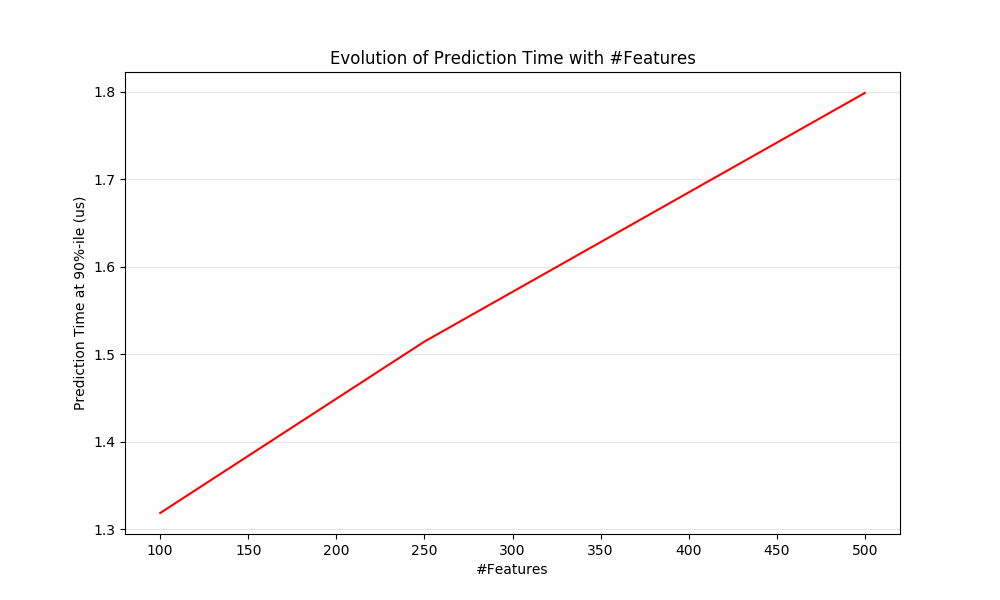 Evolution of Prediction Time with #Features
Prediction Time at 90%-ile (us)
1.8
1.7
1.6
1.5
1.4
1.3
100 150 200 250 300 350 400 450 500
#Features